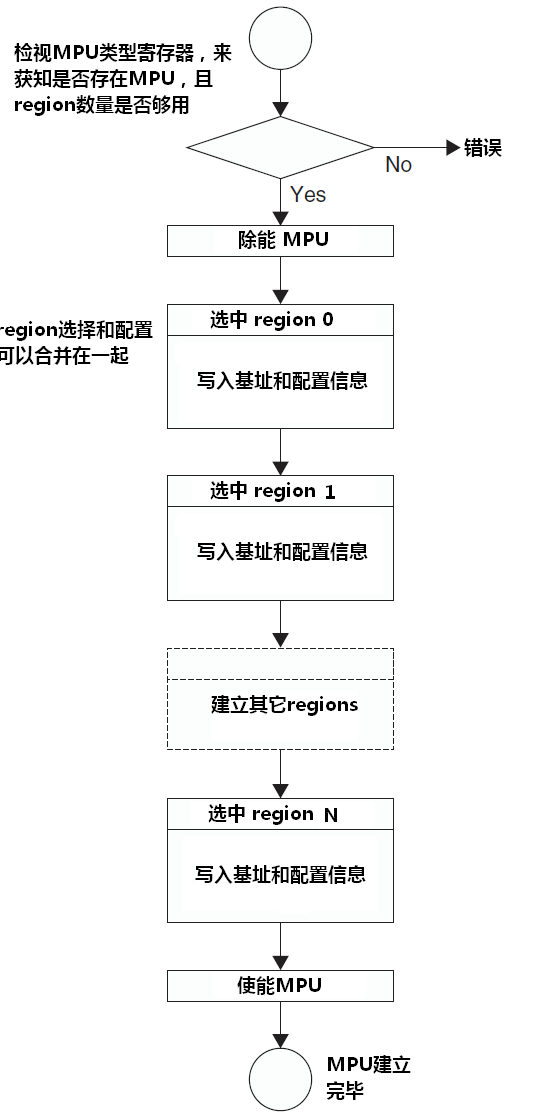 检视MPU类型寄存器，来
获知是否存在MPU，且
region数量是否够用
No
错误
Yes
除能 MPU
选中 region 0
region选择和配置
可以合并在一起
写入基址和配置信息
选中 region 1
写入基址和配置信息
建立其它regions
选中 region N
写入基址和配置信息
使能MPU
MPU建立
完毕